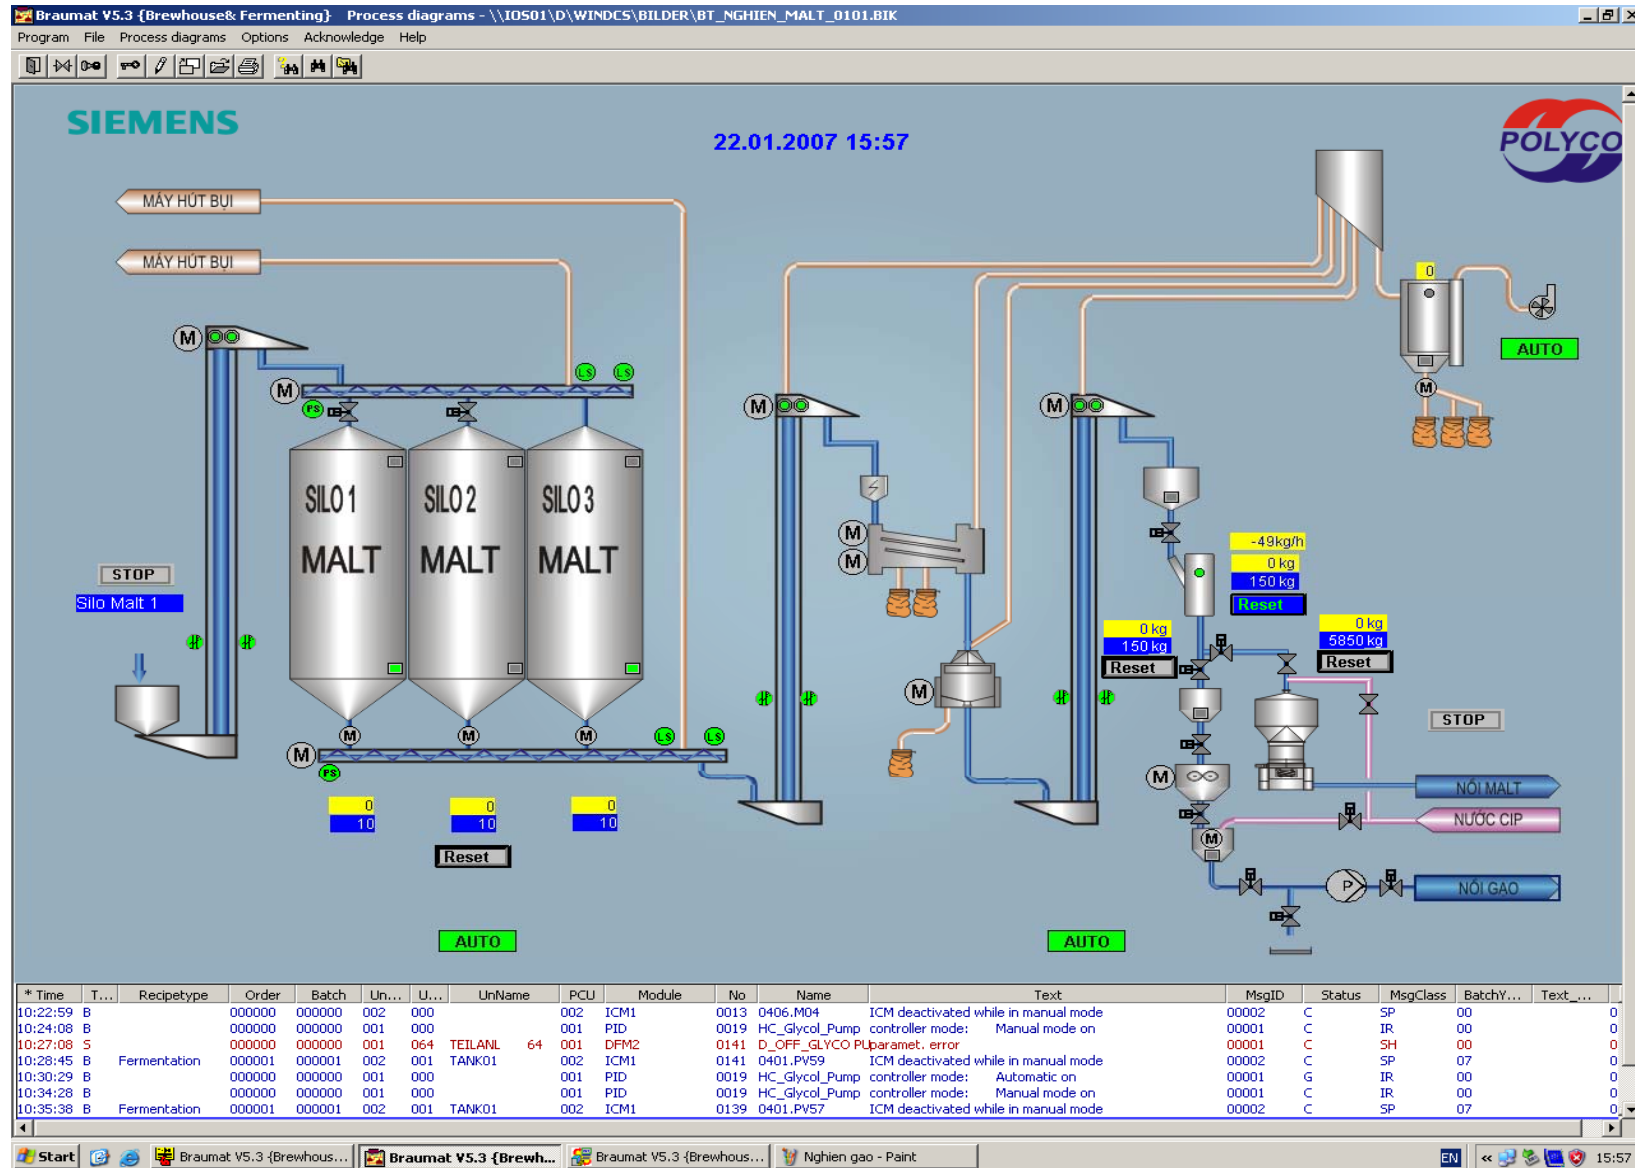 Braumat V5.3 {Brewhouse& Fermenting} Process diagrams - \\IOS01\D\WINDCS\BILDER\BT_NGHIEN_MALT_0101.BIK
Program File Process diagrams Options Acknowledge Help
SIEMENS
22.01.2007 15:57
POLYCO
MÁY HÚT BỤI
MÁY HÚT BỤI
0
AUTO
M
M
LS LS
PS
M M
SILO 1 SILO 2 SILO 3
MALT MALT MALT
M
M
-49kg/h
0 kg
150 kg
Reset
STOP
Silo Malt 1
0 kg
150 kg
Reset
0 kg
5850 kg
Reset
M
M
STOP
M M M
LS LS
M
PS
M
NỒI MALT
NƯỚC CIP
M
0 0 0
10 10 10
Reset
P
NỒI GẠO
AUTO AUTO
* Time T... Recipetype Order Batch Un... U... UnName PCU Module No Name Text MsgID Status MsgClass BatchY... Text_...
10:22:59 B 000000 000000 002 000 002 ICM1 0013 0406.M04 ICM deactivated while in manual mode 00002 C SP 00 0
10:24:08 B 000000 000000 001 000 001 PID 0019 HC_Glycol_Pump controller mode: Manual mode on 00001 C IR 00 0
10:27:08 S 000000 000000 001 064 TEILANL 64 001 DFM2 0141 D_OFF_GLYCO PU paramet. error 00001 C SH 00 0
10:28:45 B Fermentation 000001 000001 002 001 TANK01 002 ICM1 0141 0401.PV59 ICM deactivated while in manual mode 00002 C SP 07 0
10:30:29 B 000000 000000 001 000 001 PID 0019 HC_Glycol_Pump controller mode: Automatic on 00001 G IR 00 0
10:34:28 B 000000 000000 001 000 001 PID 0019 HC_Glycol_Pump controller mode: Manual mode on 00001 C IR 00 0
10:35:38 B Fermentation 000001 000001 002 001 TANK01 002 ICM1 0139 0401.PV57 ICM deactivated while in manual mode 00002 C SP 07 0
Start Braumat V5.3 {Brewhous... Braumat V5.3 {Brewh... Braumat V5.3 {Brewhous... Nghien gao - Paint EN « 15:57